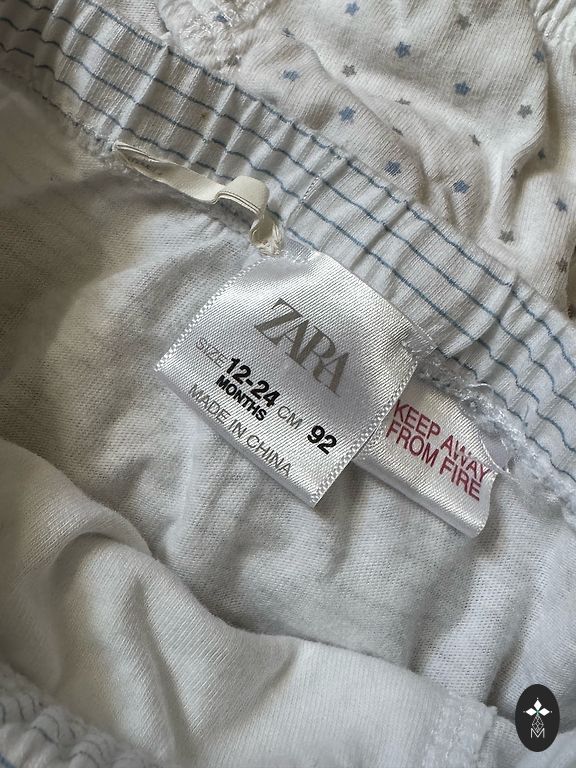 ZARA
SIZE 12-24 MONTHS CM 92
MADE IN CHINA
KEEP AWAY
FROM FIRE
M